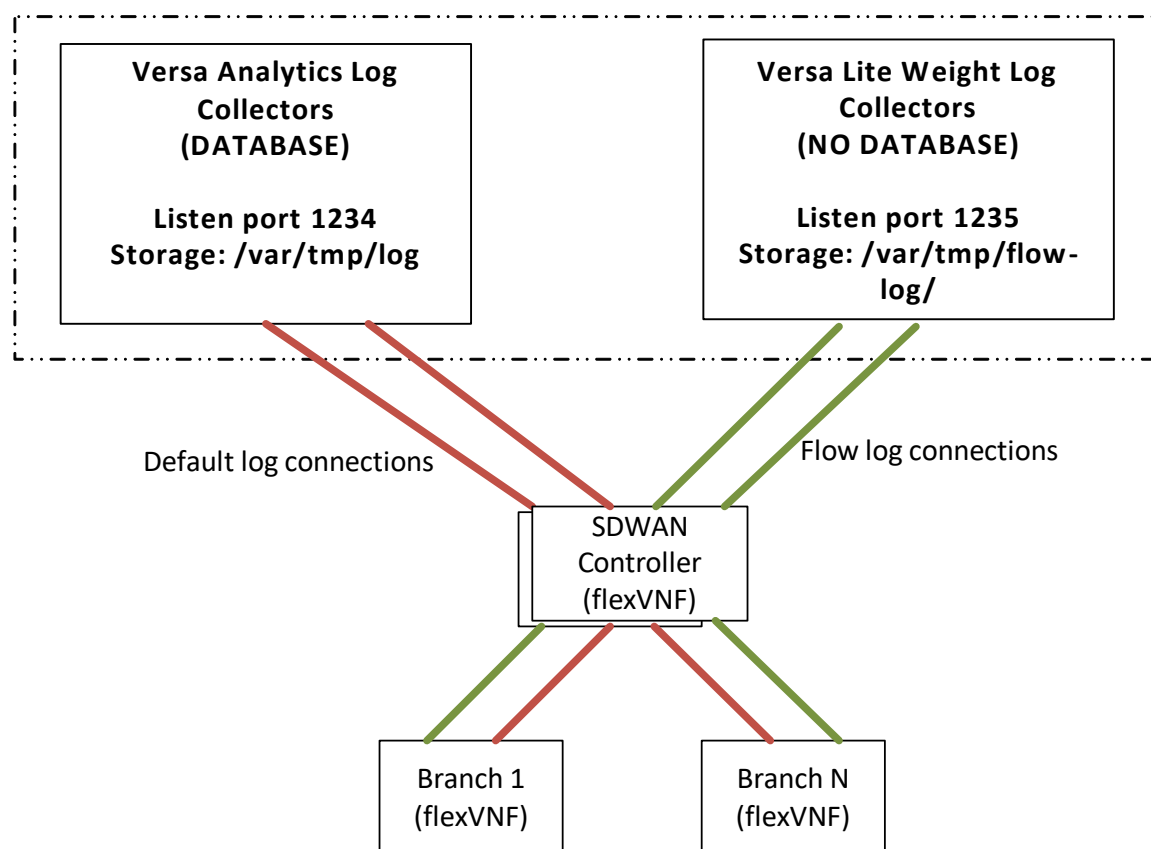 Versa Analytics Log
Collectors
(DATABASE)
Listen port 1234
Storage: /var/tmp/log
Versa Lite Weight Log
Collectors
(NO DATABASE)
Listen port 1235
Storage: /var/tmp/flow-
log/
Default log connections
Flow log connections
SDWAN
Controller
(flexVNF)
Branch 1
(flexVNF)
Branch N
(flexVNF)